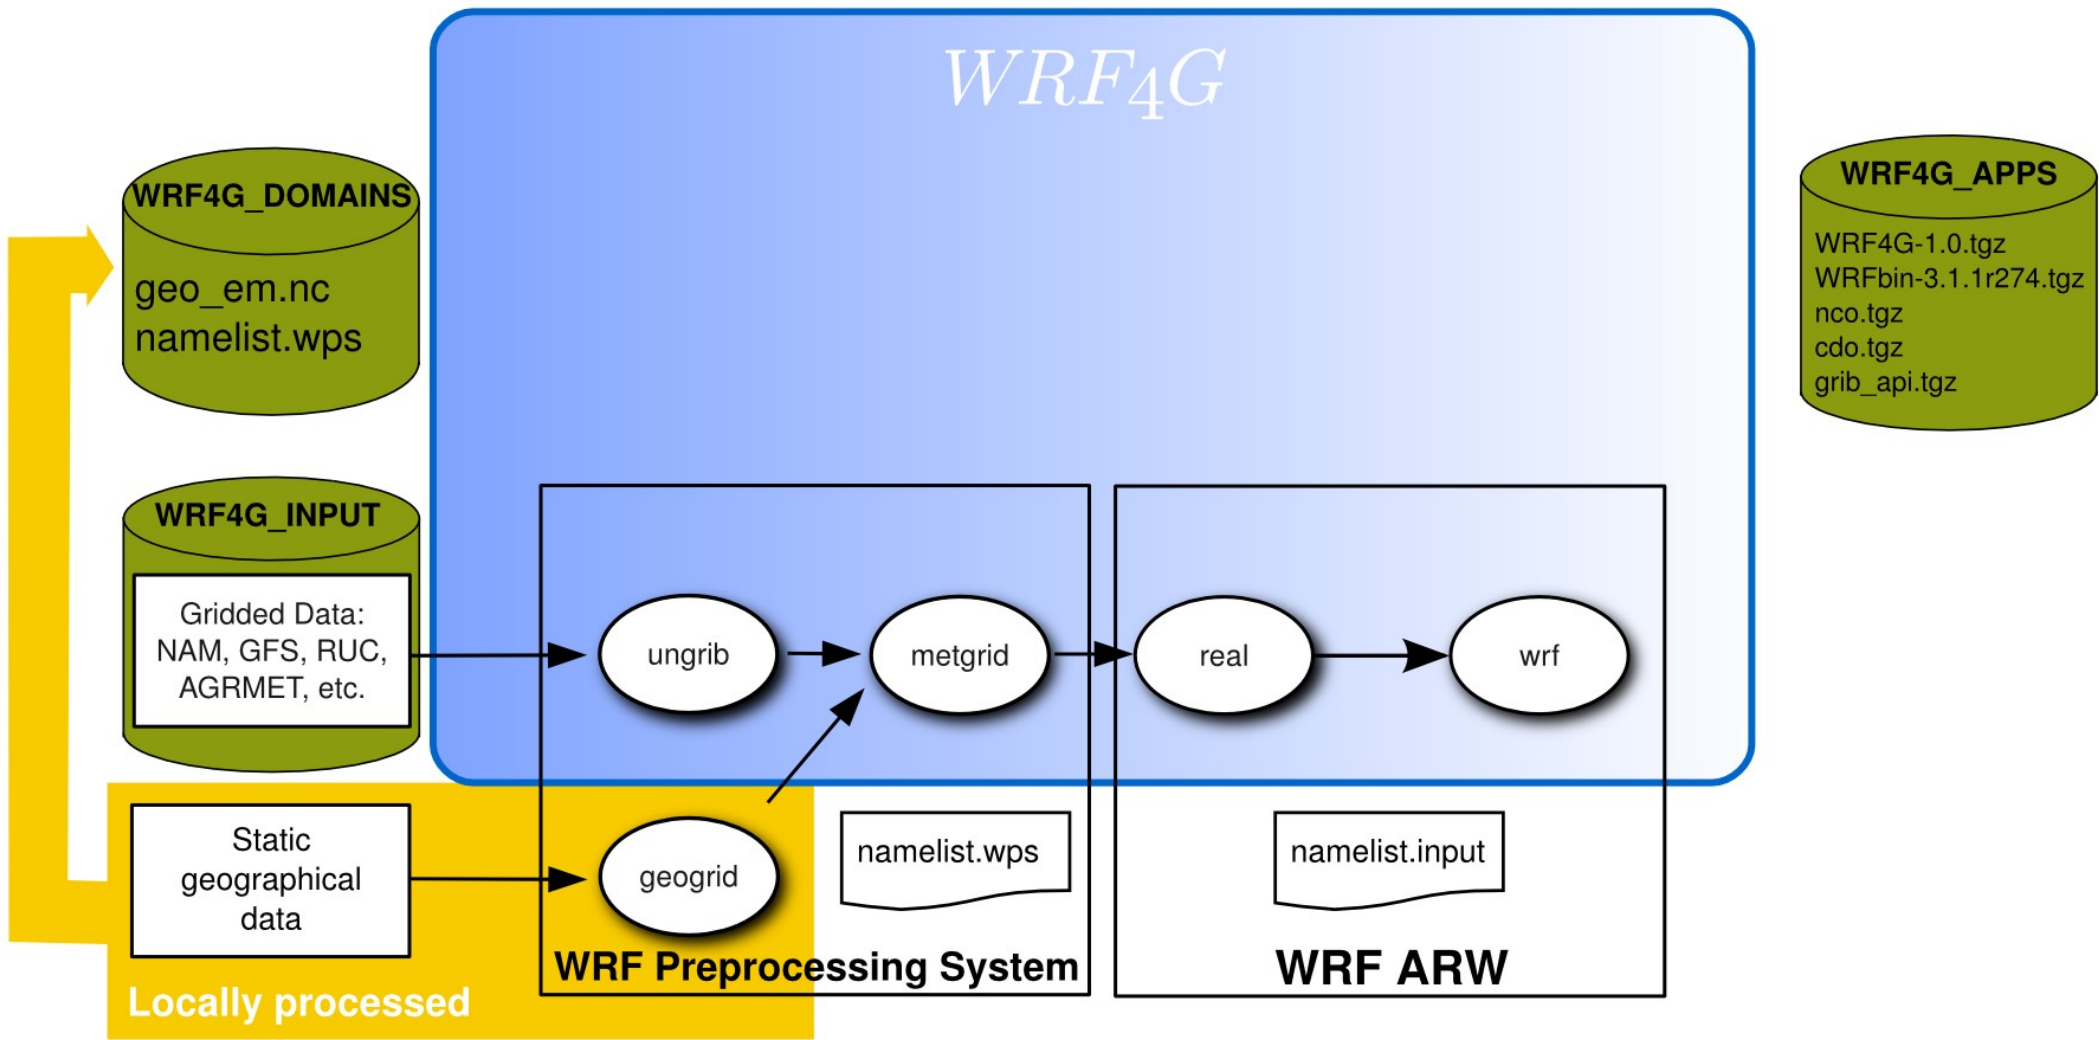 WRF4G
WRF4G_DOMAINS
geo_em.nc
namelist.wps
WRF4G_APPS
WRF4G-1.0.tgz
WRFbin-3.1.1r274.tgz
nco.tgz
cdo.tgz
grib_api.tgz
WRF4G_INPUT
Gridded Data:
NAM, GFS, RUC,
AGRMET, etc.
ungrib
metgrid
real
wrf
Static
geographical
data
geogrid
namelist.wps
namelist.input
WRF Preprocessing System
WRF ARW
Locally processed